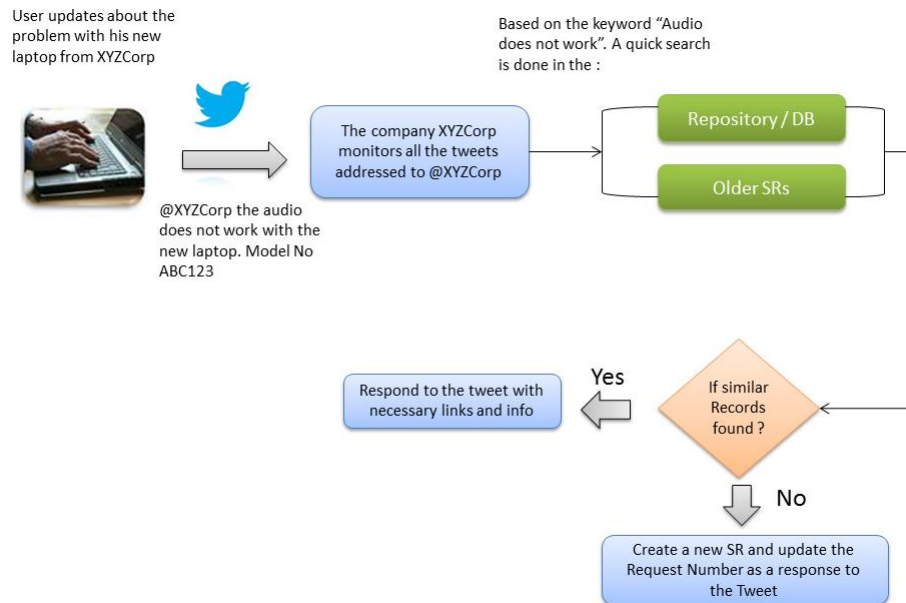 User updates about the
problem with his new
laptop from XYZCorp
Based on the keyword “Audio
does not work”. A quick search
is done in the :
The company XYZCorp
monitors all the tweets
addressed to @XYZCorp
Repository / DB
Older SRs
@XYZCorp the audio
does not work with the
new laptop. Model No
ABC123
If similar
Records
found ?
Yes
Respond to the tweet with
necessary links and info
No
Create a new SR and update the
Request Number as a response to
the Tweet